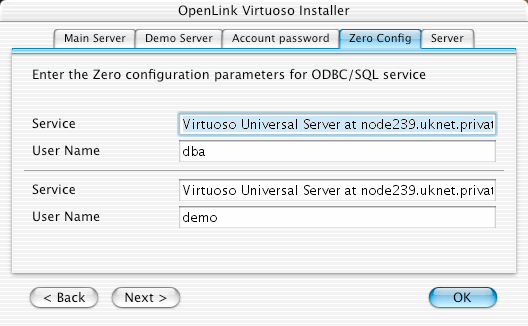 OpenLink Virtuoso Installer
Main Server Demo Server Account password Zero Config Server
Enter the Zero configuration parameters for ODBC/SQL service
Service Virtuoso Universal Server at node239.uknet.privat
User Name dba
Service Virtuoso Universal Server at node239.uknet.privat
User Name demo
< Back Next > OK